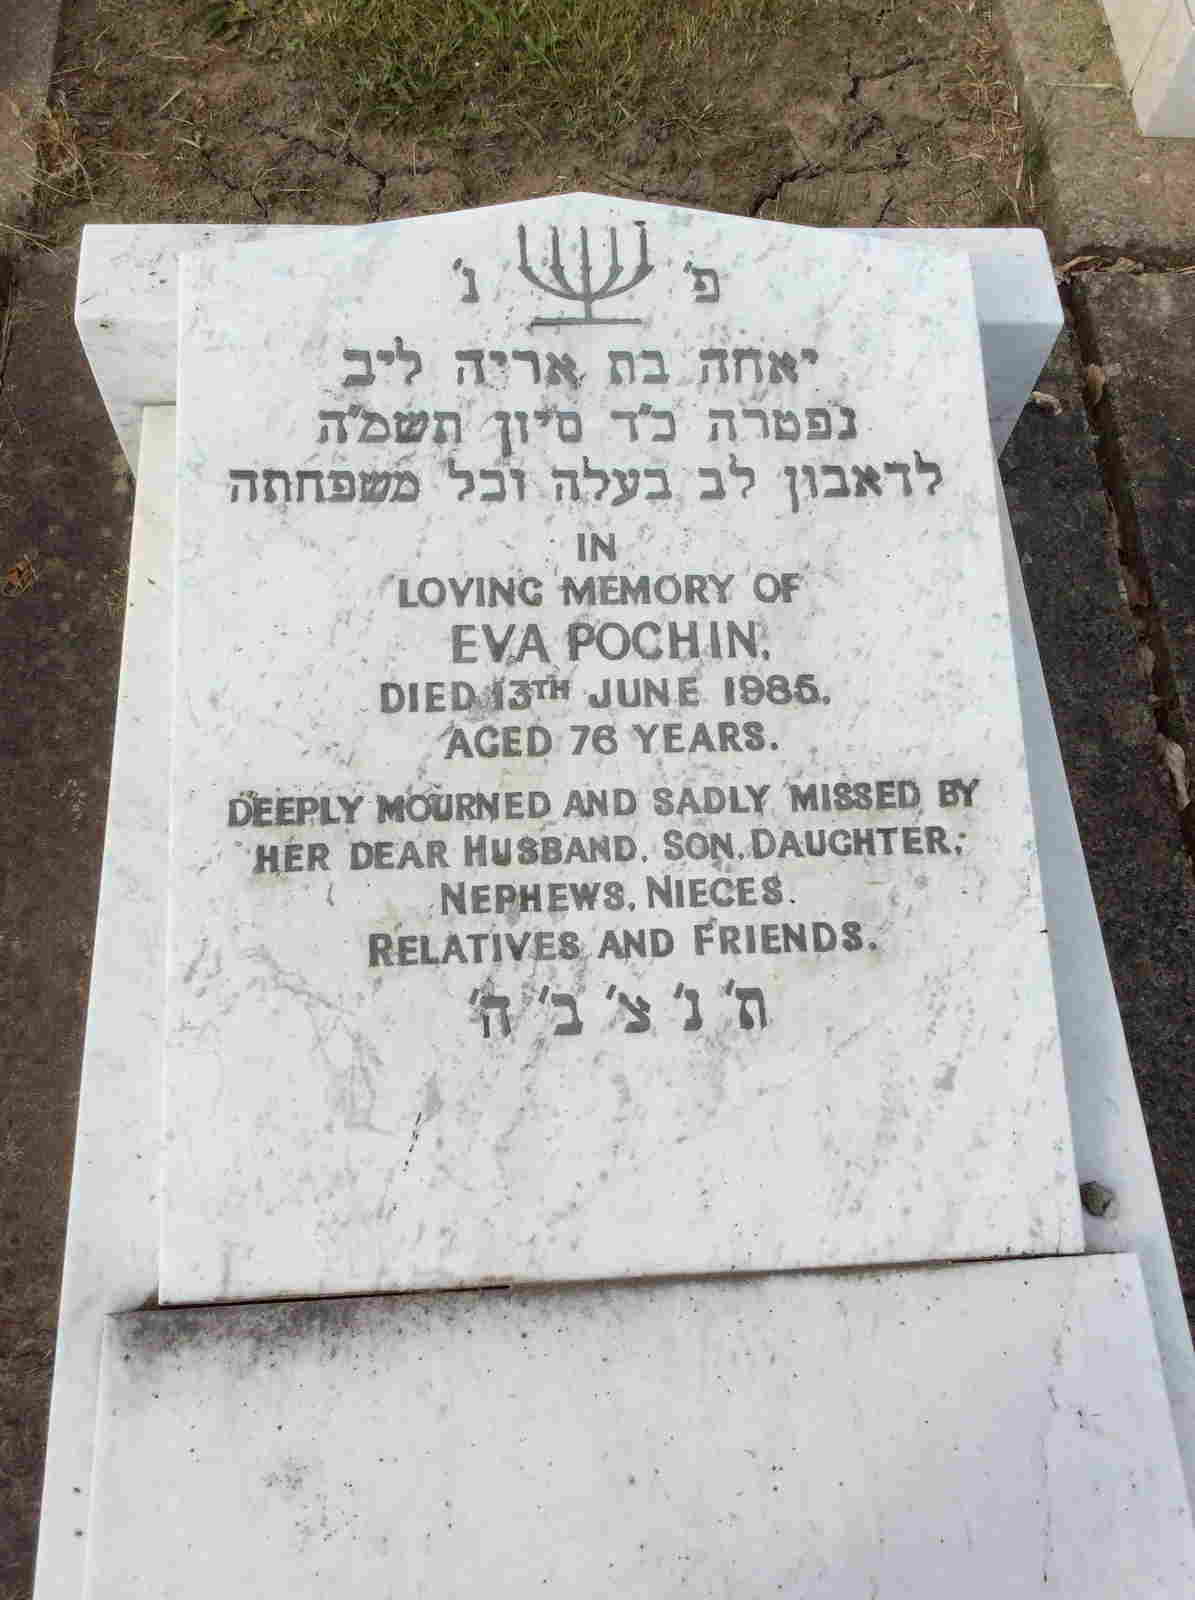 פ' נ'
יאחה בת אריה ליב
נפטרה כ"ד סיון תשמ"ה
לדאבון לב בעלה וכל משפחתה
IN
LOVING MEMORY OF
EVA POCHIN,
DIED 13TH JUNE 1985.
AGED 76 YEARS.
DEEPLY MOURNED AND SADLY MISSED BY
HER DEAR HUSBAND, SON, DAUGHTER;
NEPHEWS, NIECES.
RELATIVES AND FRIENDS.
ת' נ' צ' ב' ה'